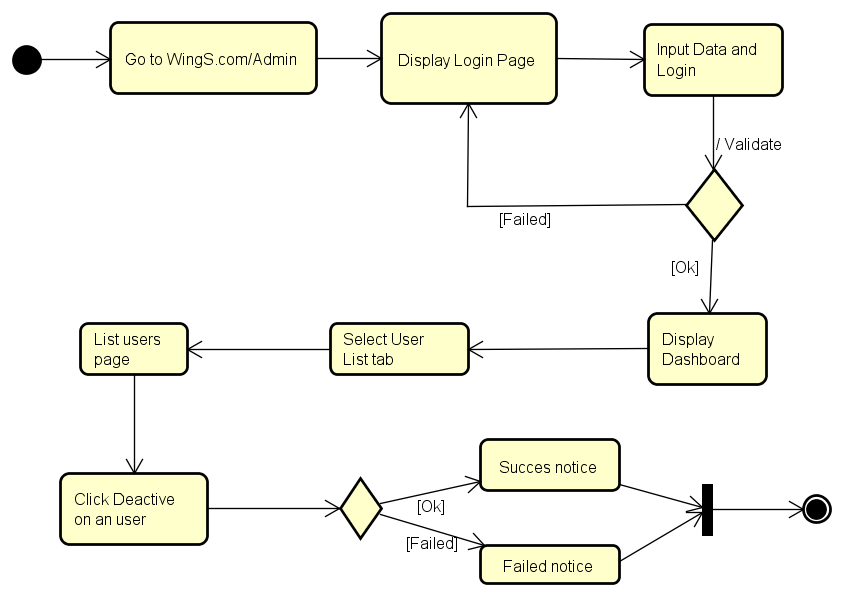 Go to WingS.com/Admin
Display Login Page
Input Data and
Login
/ Validate
[Failed]
[Ok]
Display
Dashboard
Select User
List tab
List users
page
Click Deactive
on an user
[Ok]
[Failed]
Succes notice
Failed notice